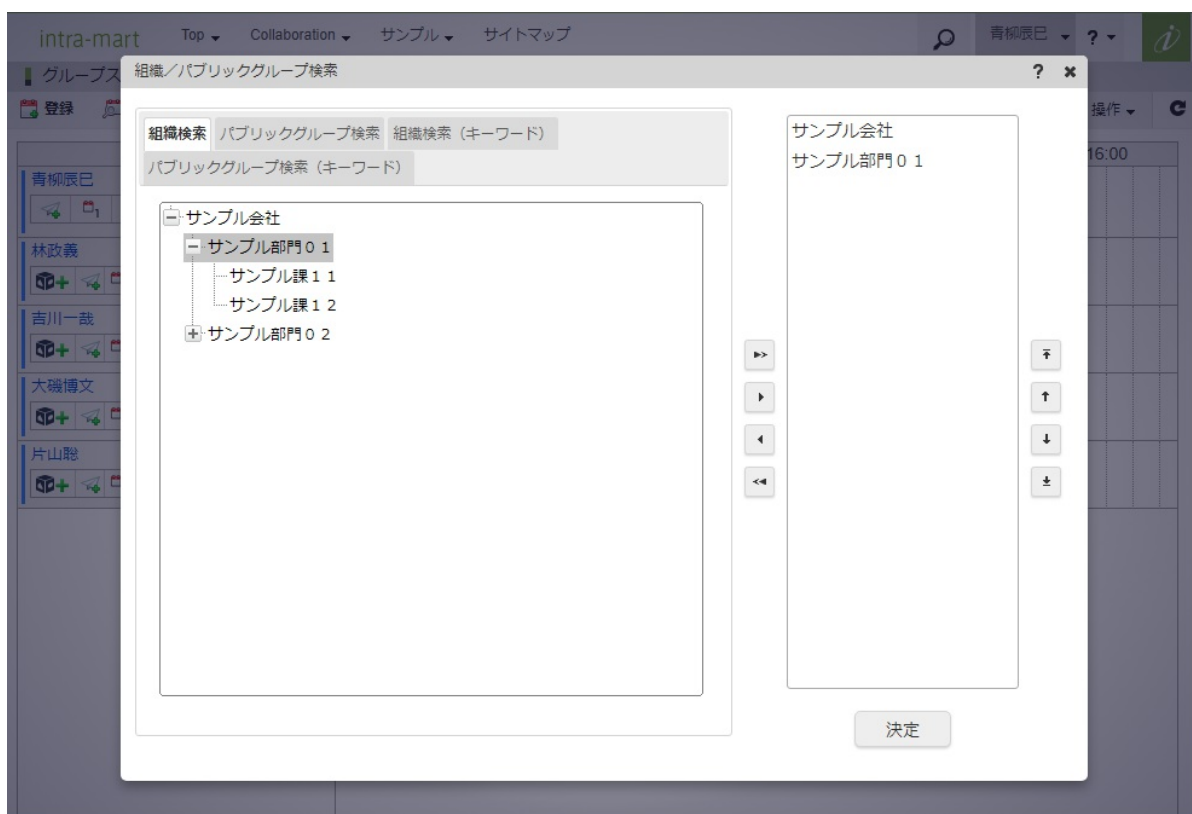 intra-mart Top Collaboration サンプル サイトマップ 青柳辰巳 ?
グループス
組織／パブリックグループ検索 ?
登録
操作
組織検索 パブリックグループ検索 組織検索（キーワード）
パブリックグループ検索（キーワード）
サンプル会社
サンプル部門０１
サンプル課１１
サンプル課１２
サンプル部門０２
サンプル会社
サンプル部門０１
決定
16:00
青柳辰巳
1
林政義
吉川一哉
大磯博文
片山聡